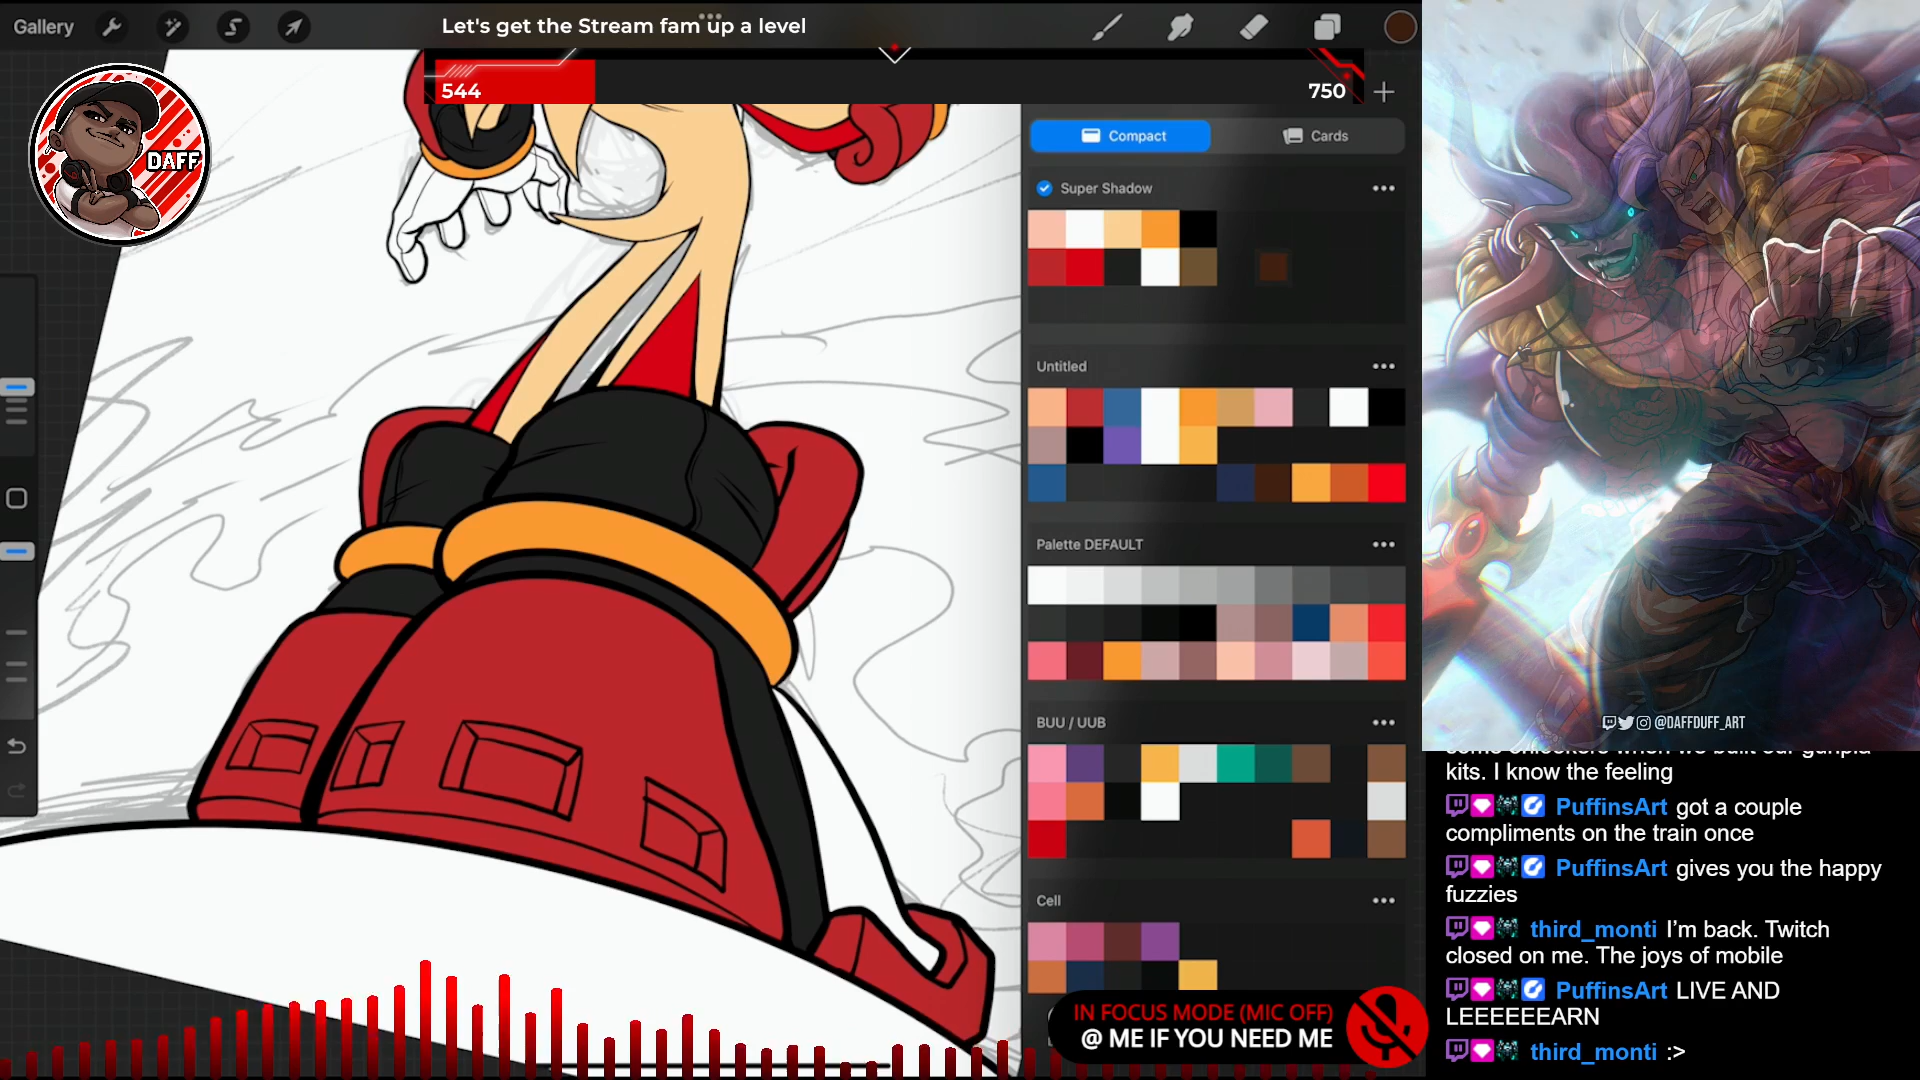 Gallery
Let's get the Stream fam up a level
544
750
DAFF
Compact
Cards
Super Shadow
Untitled
Palette DEFAULT
BUU / UUB
Cell
IN FOCUS MODE (MIC OFF)
@ ME IF YOU NEED ME
@DAFFDUFF_ART
kits. I know the feeling
PuffinsArt got a couple
compliments on the train once
PuffinsArt gives you the happy
fuzzies
third_monti I’m back. Twitch
closed on me. The joys of mobile
PuffinsArt LIVE AND
LEEEEEEARN
third_monti :>